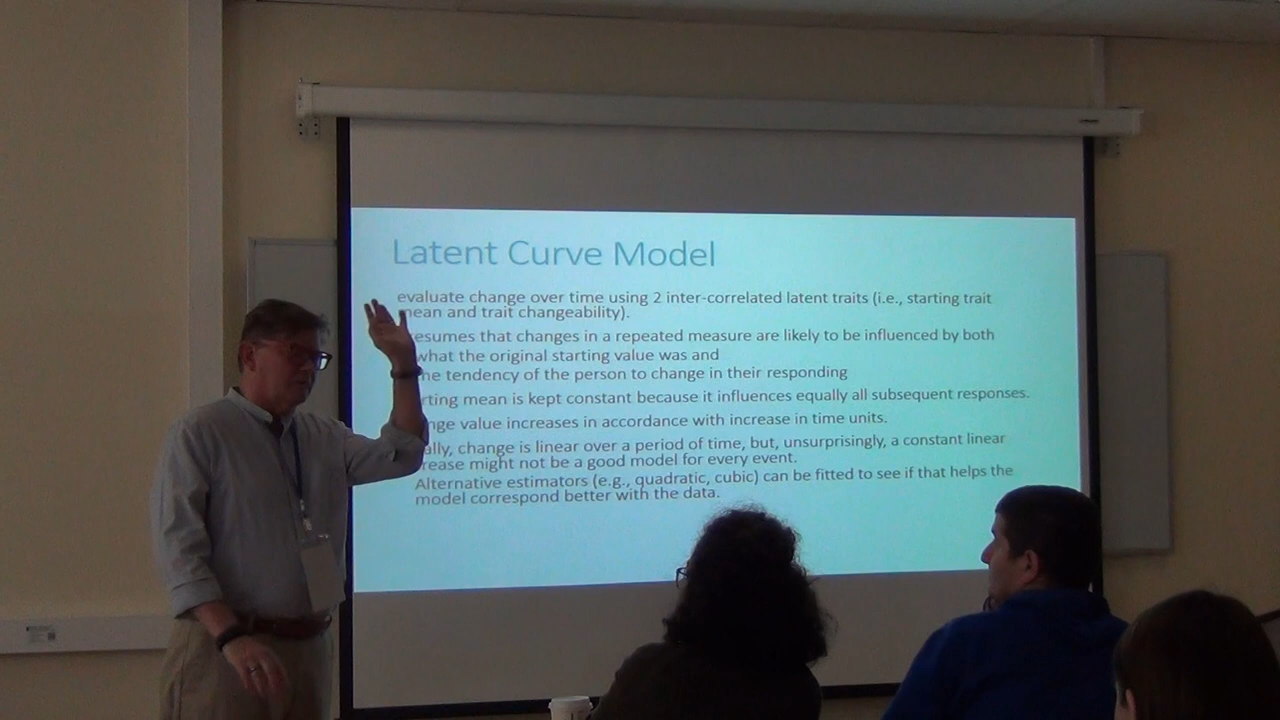 Latent Curve Model
evaluate change over time using 2 inter-correlated latent traits (i.e., starting trait
mean and trait changeability).
esumes that changes in a repeated measure are likely to be influenced by both
what the original starting value was and
he tendency of the person to change in their responding
rting mean is kept constant because it influences equally all subsequent responses.
nge value increases in accordance with increase in time units.
ally, change is linear over a period of time, but, unsurprisingly, a constant linear
rease might not be a good model for every event.
Alternative estimators (e.g., quadratic, cubic) can be fitted to see if that helps the
model correspond better with the data.